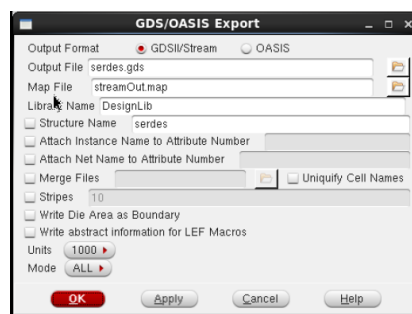 GDS/OASIS Export
Output Format GDSII/Stream OASIS
Output File serdes.gds
Map File streamOut.map
Library Name DesignLib
Structure Name serdes
Attach Instance Name to Attribute Number
Attach Net Name to Attribute Number
Merge Files Uniquify Cell Names
Stripes 10
Write Die Area as Boundary
Write abstract information for LEF Macros
Units 1000
Mode ALL
OK Apply Cancel Help